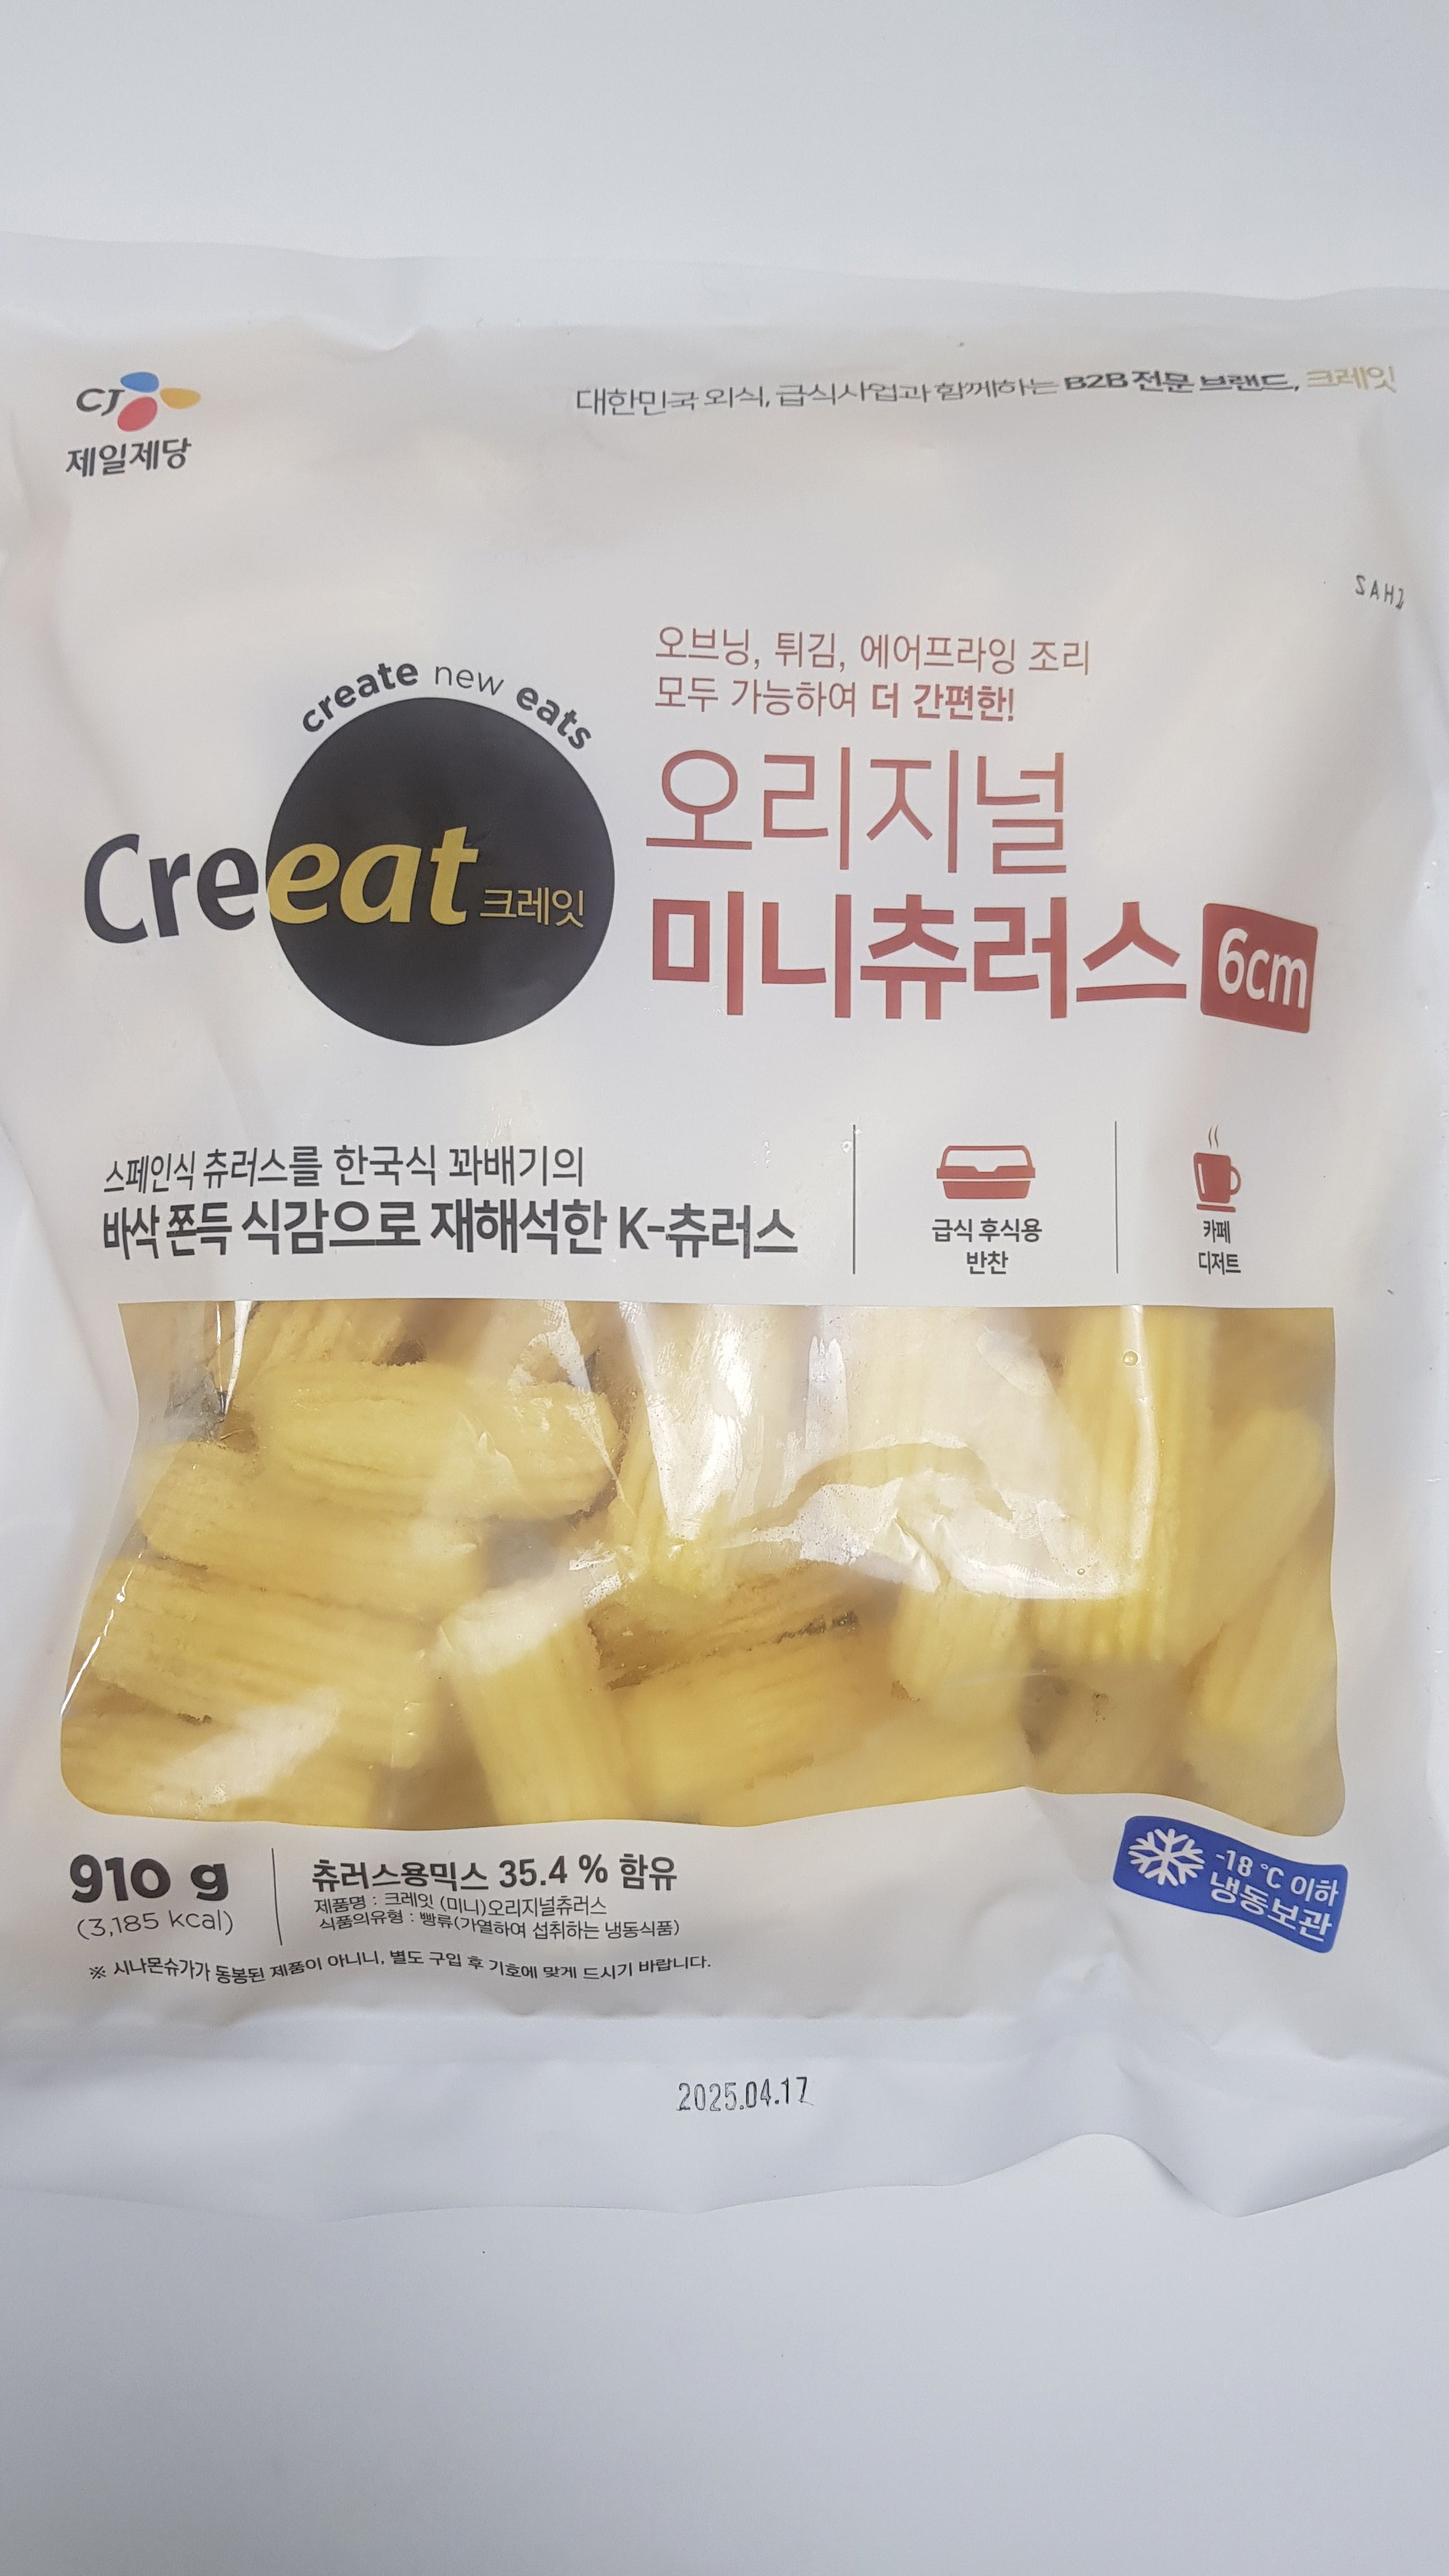 CJ
제일제당
대한민국 외식, 급식사업과 함께하는 B2B 전문 브랜드, 크레잇
SAH2
오브닝, 튀김, 에어프라잉 조리
모두 가능하여 더 간편한!
create new eats
Creeat 크레잇
오리지널
미니츄러스 6cm
스페인식 츄러스를 한국식 꽈배기의
바삭 쫀득 식감으로 재해석한 K-츄러스
급식 후식용
반찬
카페
디저트
910 g
(3,185 kcal)
츄러스용믹스 35.4 % 함유
제품명 : 크레잇 (미니)오리지널츄러스
식품의유형 : 빵류(가열하여 섭취하는 냉동식품)
※ 시나몬슈가가 동봉된 제품이 아니니, 별도 구입 후 기호에 맞게 드시기 바랍니다.
-18 ℃ 이하
냉동보관
2025.04.17